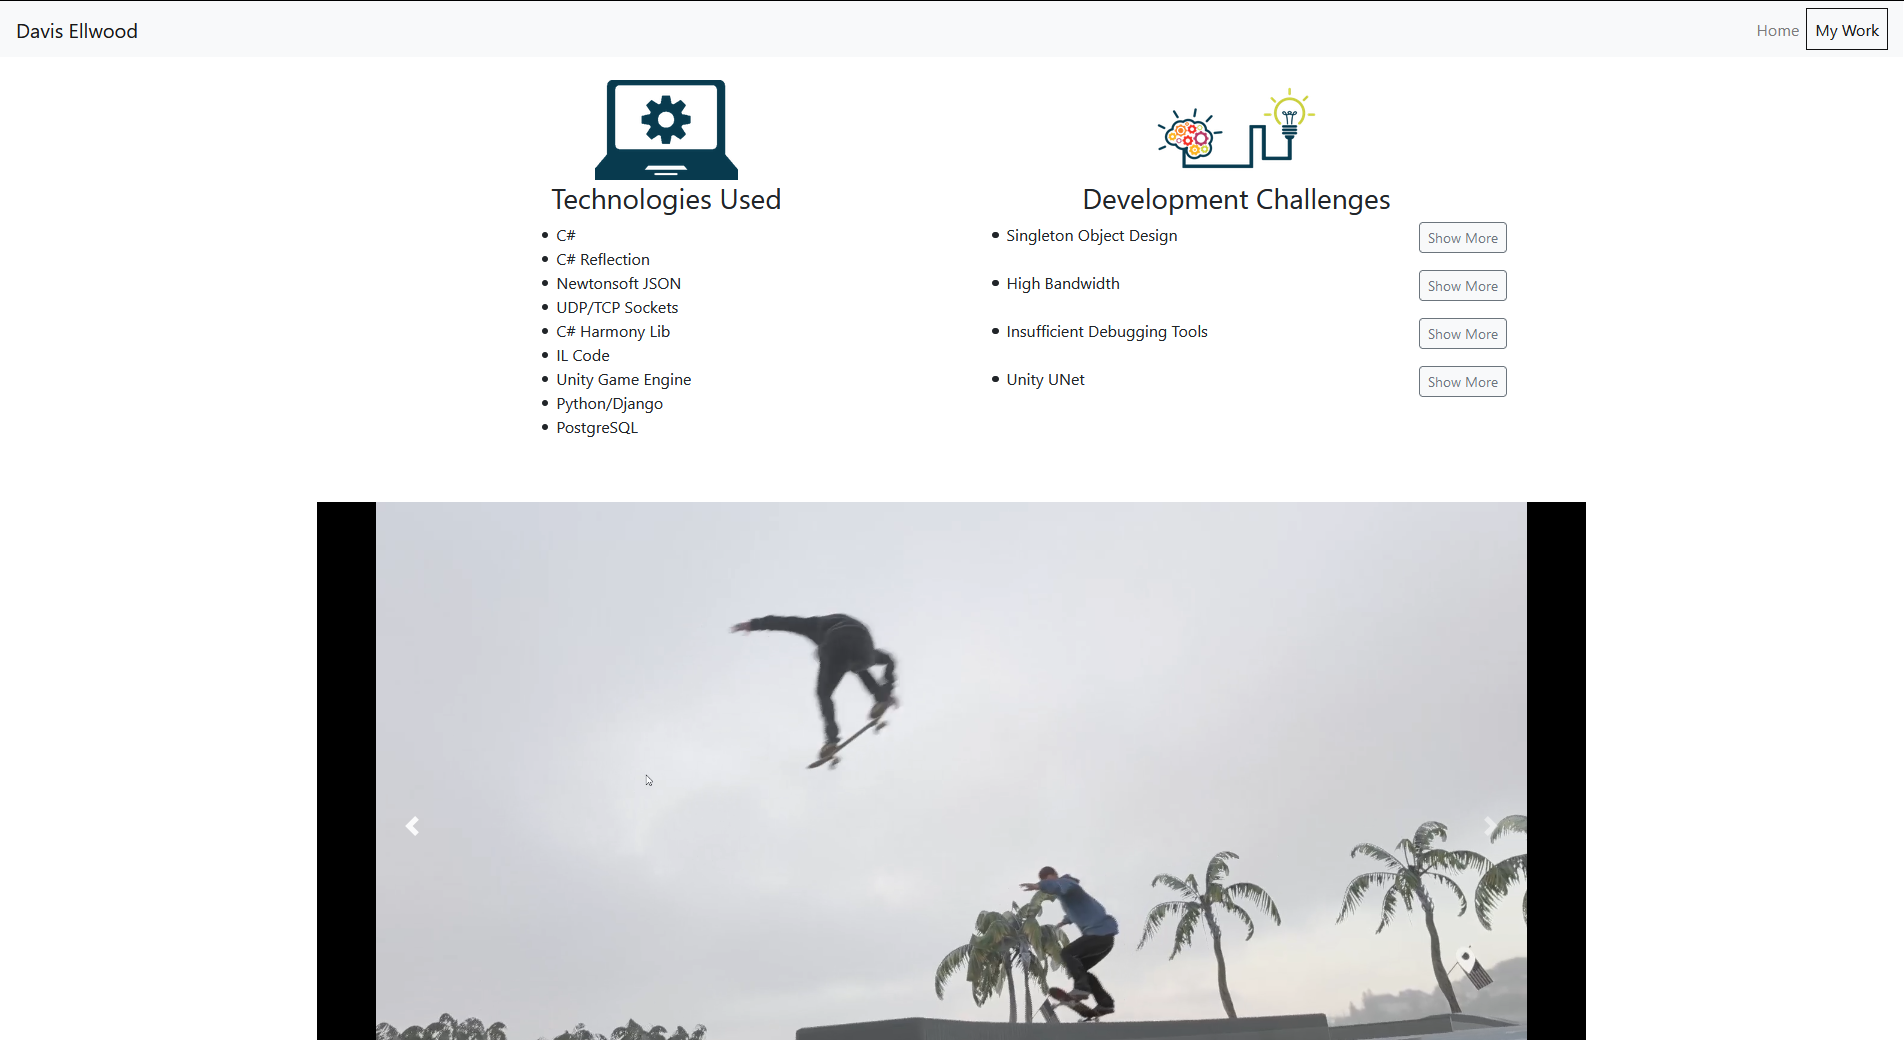 Davis Ellwood
Home
My Work
Technologies Used
C#
C# Reflection
Newtonsoft JSON
UDP/TCP Sockets
C# Harmony Lib
IL Code
Unity Game Engine
Python/Django
PostgreSQL
Development Challenges
Singleton Object Design
Show More
High Bandwidth
Show More
Insufficient Debugging Tools
Show More
Unity UNet
Show More